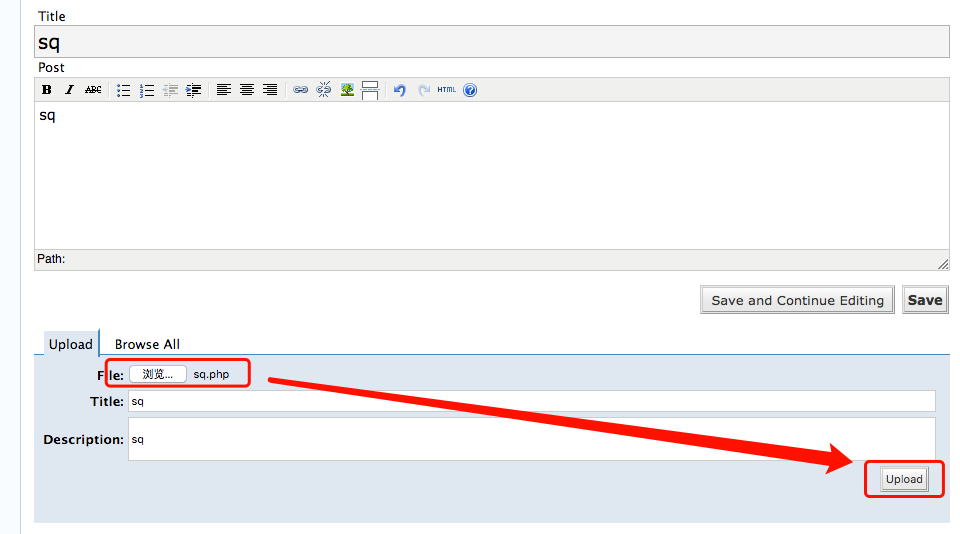 Title
sq
Post
B I ABC HTML
sq
Path:
Save and Continue Editing Save
Upload Browse All
File: 浏览... sq.php
Title: sq
Description: sq
Upload